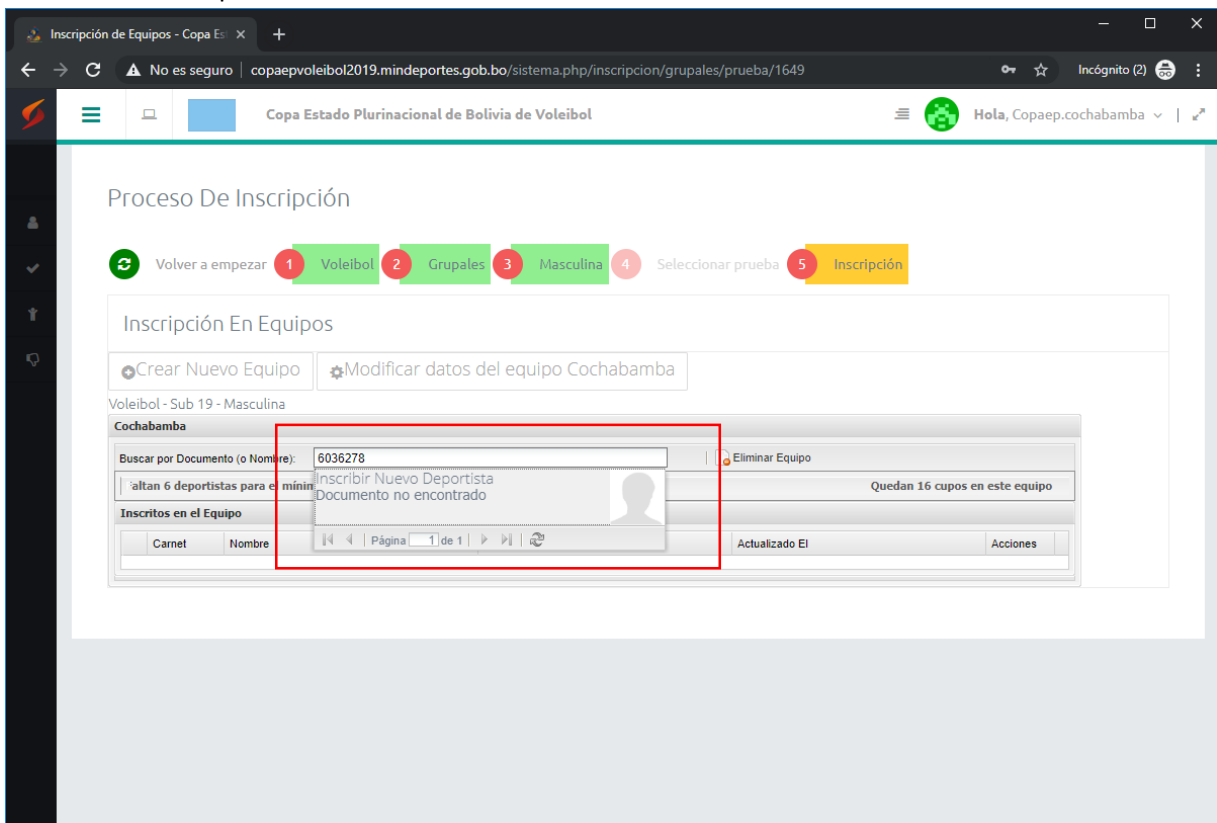 Inscripción de Equipos - Copa Es
No es seguro | copaepvoleibol2019.mindeportes.gob.bo/sistema.php/inscripcion/grupales/prueba/1649
Incógnito (2)
Copa Estado Plurinacional de Bolivia de Voleibol
Hola, Copaep.cochabamba
Proceso De Inscripción
Volver a empezar 1 Voleibol 2 Grupales 3 Masculina 4 Seleccionar prueba 5 Inscripción
Inscripción En Equipos
Crear Nuevo Equipo Modificar datos del equipo Cochabamba
Voleibol - Sub 19 - Masculina
Cochabamba
Buscar por Documento (o Nombre): 6036278 Eliminar Equipo
altan 6 deportistas para el mínim Quedan 16 cupos en este equipo
Inscribir Nuevo Deportista
Documento no encontrado
Inscritos en el Equipo
Página 1 de 1
Carnet Nombre Actualizado El Acciones